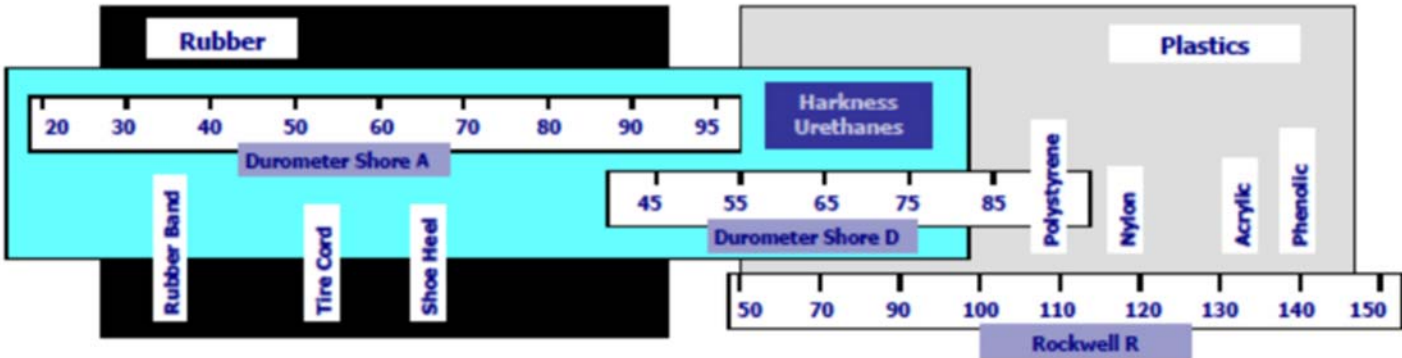 Rubber
Plastics
Harkness
Urethanes
20 30 40 50 60 70 80 90 95
Durometer Shore A
45 55 65 75 85
Durometer Shore D
Rubber Band
Tire Cord
Shoe Heel
Polystyrene
Nylon
Acrylic
Phenolic
50 70 90 100 110 120 130 140 150
Rockwell R